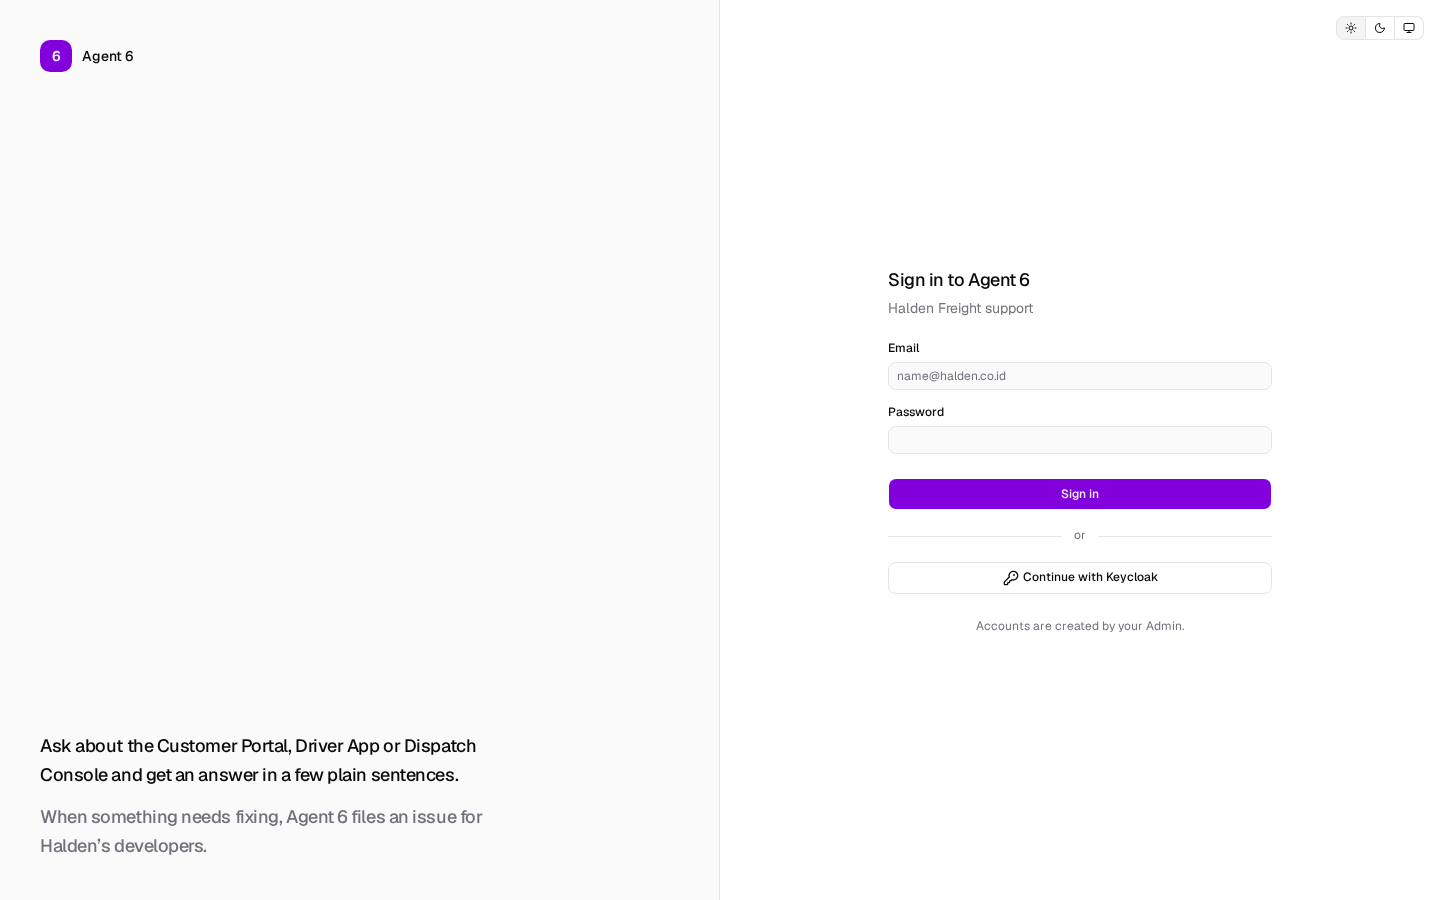 6
Agent 6
Ask about the Customer Portal, Driver App or Dispatch
Console and get an answer in a few plain sentences.
When something needs fixing, Agent 6 files an issue for
Halden’s developers.
Sign in to Agent 6
Halden Freight support
Email
name@halden.co.id
Password
Sign in
or
Continue with Keycloak
Accounts are created by your Admin.